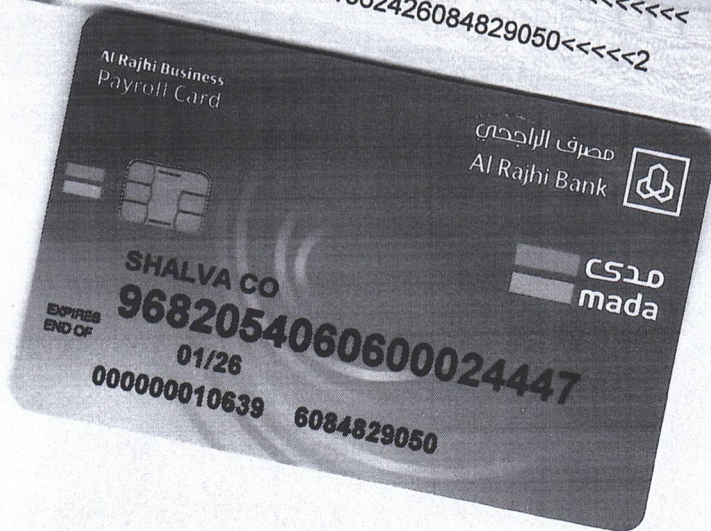 26084829050<<<<<2
Al Rajhi Business
Payroll Card
مصرف الراجحي
Al Rajhi Bank
مدى
mada
SHALVA CO
9682054060600024447
EXPIRES
END OF
01/26
000000010639 6084829050